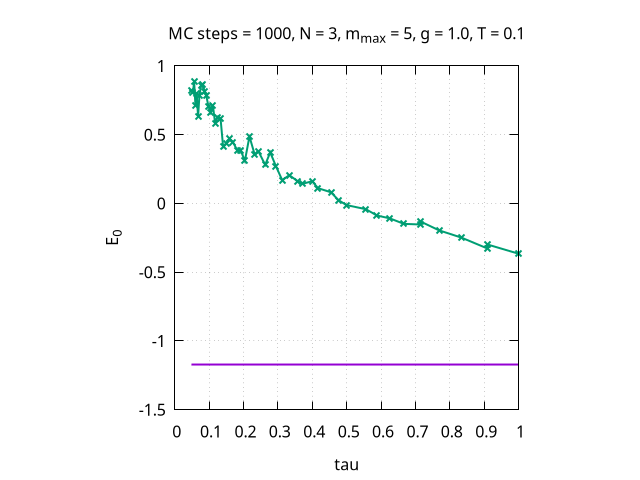 MC steps = 1000, N = 3, m_max = 5, g = 1.0, T = 0.1
1
0.5
0
-0.5
-1
-1.5
E_0
0 0.1 0.2 0.3 0.4 0.5 0.6 0.7 0.8 0.9 1
tau